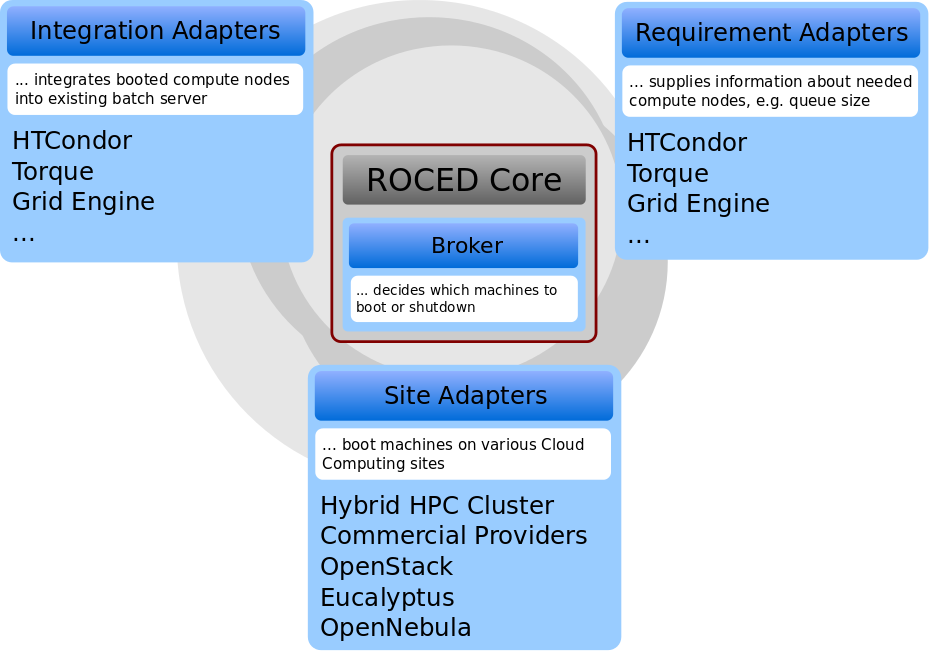 Integration Adapters
... integrates booted compute nodes
into existing batch server
HTCondor
Torque
Grid Engine
...
Requirement Adapters
... supplies information about needed
compute nodes, e.g. queue size
HTCondor
Torque
Grid Engine
...
ROCED Core
Broker
... decides which machines to
boot or shutdown
Site Adapters
... boot machines on various Cloud
Computing sites
Hybrid HPC Cluster
Commercial Providers
OpenStack
Eucalyptus
OpenNebula